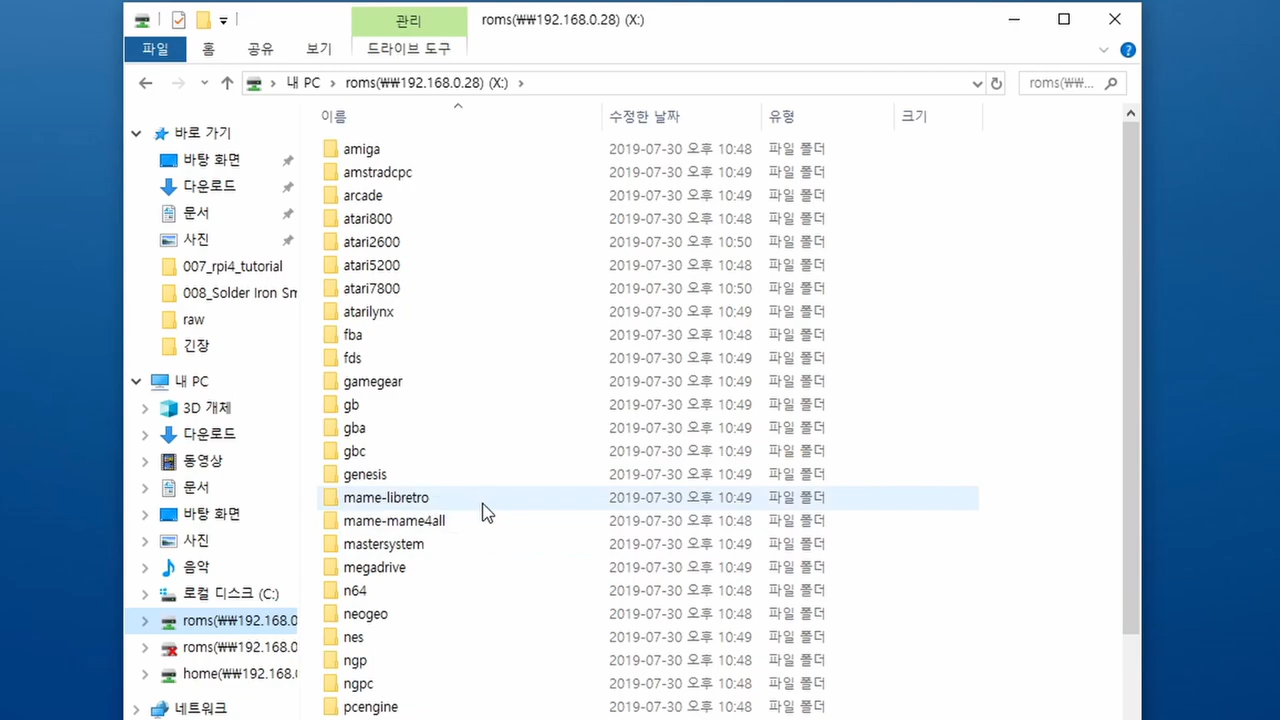 관리
roms(₩₩192.168.0.28) (X:)
파일 홈 공유 보기 드라이브 도구
내 PC roms(₩₩192.168.0.28) (X:)
roms(₩₩...
이름 수정한 날짜 유형 크기
바로 가기
바탕 화면
다운로드
문서
사진
007_rpi4_tutorial
008_Solder Iron Sm
raw
긴장
내 PC
3D 개체
다운로드
동영상
문서
바탕 화면
사진
음악
로컬 디스크 (C:)
roms(₩₩192.168.0
roms(₩₩192.168.0
home(₩₩192.168.
네트워크
amiga 2019-07-30 오후 10:48 파일 폴더
amstradcpc 2019-07-30 오후 10:49 파일 폴더
arcade 2019-07-30 오후 10:49 파일 폴더
atari800 2019-07-30 오후 10:48 파일 폴더
atari2600 2019-07-30 오후 10:50 파일 폴더
atari5200 2019-07-30 오후 10:48 파일 폴더
atari7800 2019-07-30 오후 10:50 파일 폴더
atarilynx 2019-07-30 오후 10:49 파일 폴더
fba 2019-07-30 오후 10:48 파일 폴더
fds 2019-07-30 오후 10:49 파일 폴더
gamegear 2019-07-30 오후 10:49 파일 폴더
gb 2019-07-30 오후 10:49 파일 폴더
gba 2019-07-30 오후 10:49 파일 폴더
gbc 2019-07-30 오후 10:49 파일 폴더
genesis 2019-07-30 오후 10:49 파일 폴더
mame-libretro 2019-07-30 오후 10:49 파일 폴더
mame-mame4all 2019-07-30 오후 10:48 파일 폴더
mastersystem 2019-07-30 오후 10:49 파일 폴더
megadrive 2019-07-30 오후 10:49 파일 폴더
n64 2019-07-30 오후 10:48 파일 폴더
neogeo 2019-07-30 오후 10:48 파일 폴더
nes 2019-07-30 오후 10:49 파일 폴더
ngp 2019-07-30 오후 10:48 파일 폴더
ngpc 2019-07-30 오후 10:48 파일 폴더
pcengine 2019-07-30 오후 10:48 파일 폴더